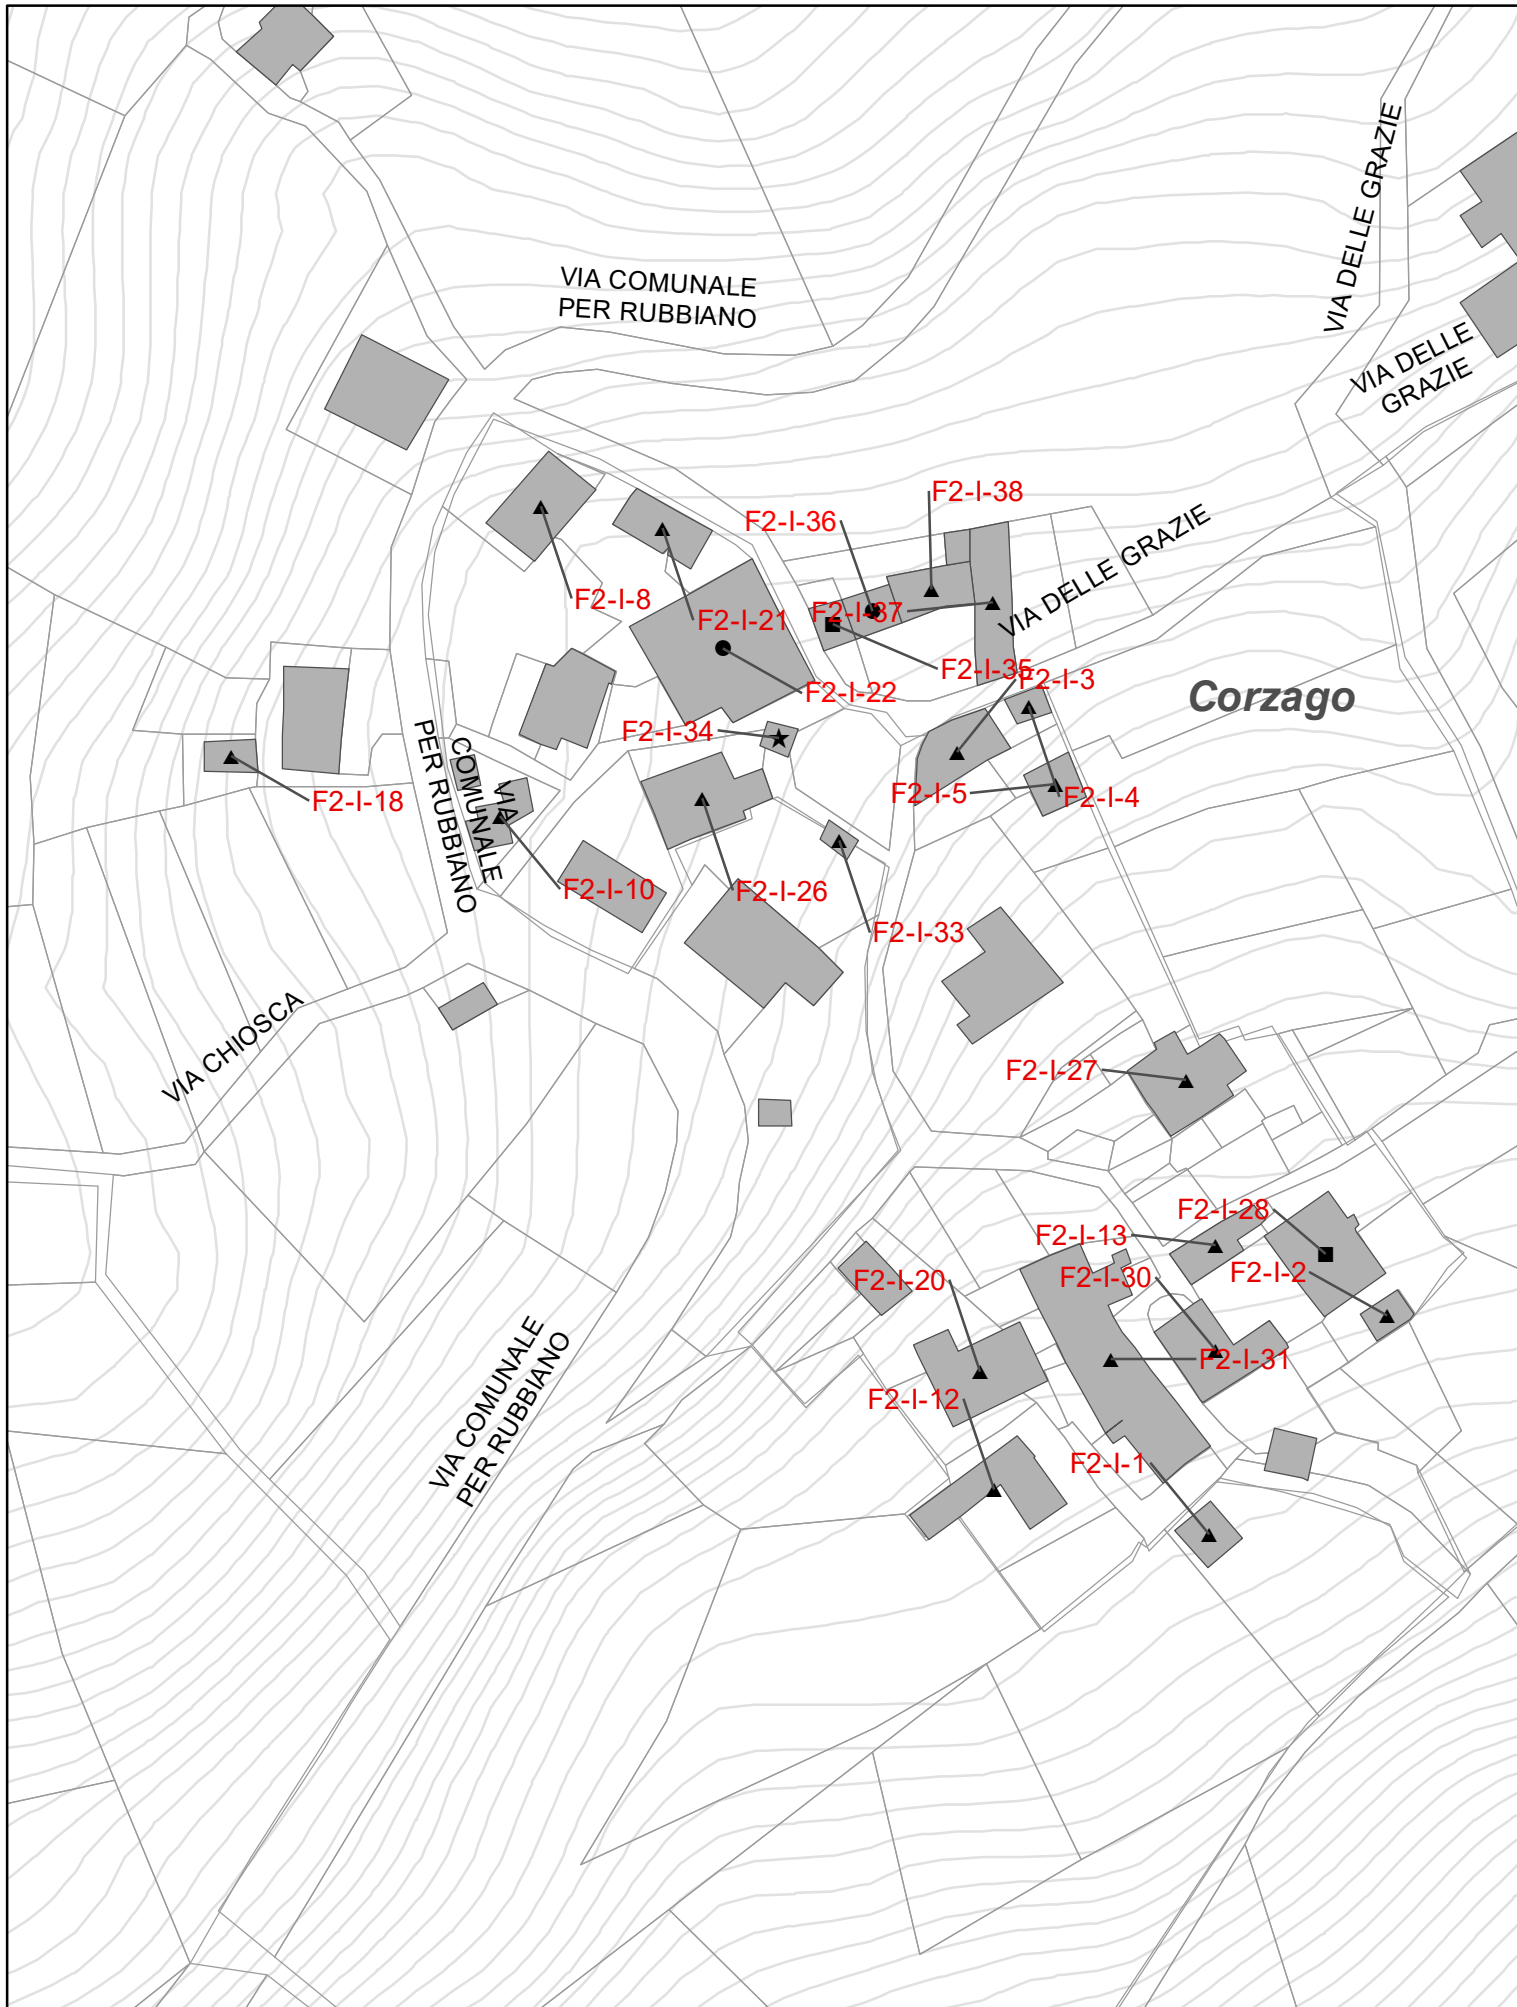 VIA DELLE GRAZIE
VIA COMUNALE
PER RUBBIANO
VIA DELLE
GRAZIE
F2-I-38
F2-I-36
VIA DELLE GRAZIE
F2-I-8
F2-I-21
F2-I-37
F2-I-35
F2-I-3
F2-I-22
Corzago
F2-I-34
VIA
COMUNALE
PER RUBBIANO
F2-I-18
F2-I-5
F2-I-4
F2-I-10
F2-I-26
F2-I-33
VIA CHIOSCA
F2-I-27
F2-I-28
F2-I-13
F2-I-30
F2-I-2
F2-I-20
F2-I-31
F2-I-12
VIA COMUNALE
PER RUBBIANO
F2-I-1